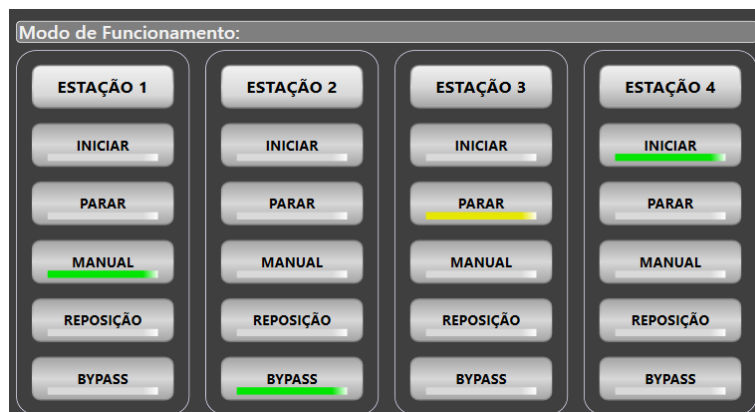 Modo de Funcionamento:
ESTAÇÃO 1
INICIAR
PARAR
MANUAL
REPOSIÇÃO
BYPASS
ESTAÇÃO 2
INICIAR
PARAR
MANUAL
REPOSIÇÃO
BYPASS
ESTAÇÃO 3
INICIAR
PARAR
MANUAL
REPOSIÇÃO
BYPASS
ESTAÇÃO 4
INICIAR
PARAR
MANUAL
REPOSIÇÃO
BYPASS